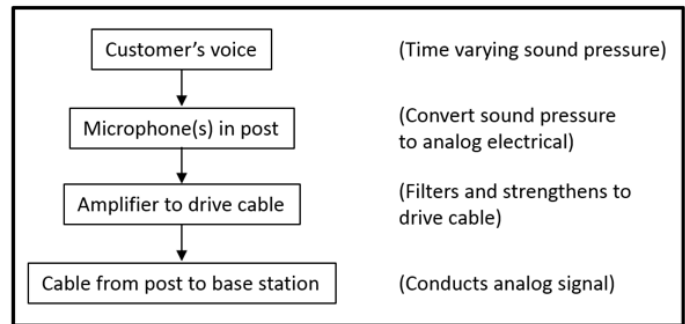 Customer's voice
(Time varying sound pressure)
Microphone(s) in post
(Convert sound pressure
to analog electrical)
Amplifier to drive cable
(Filters and strengthens to
drive cable)
Cable from post to base station
(Conducts analog signal)